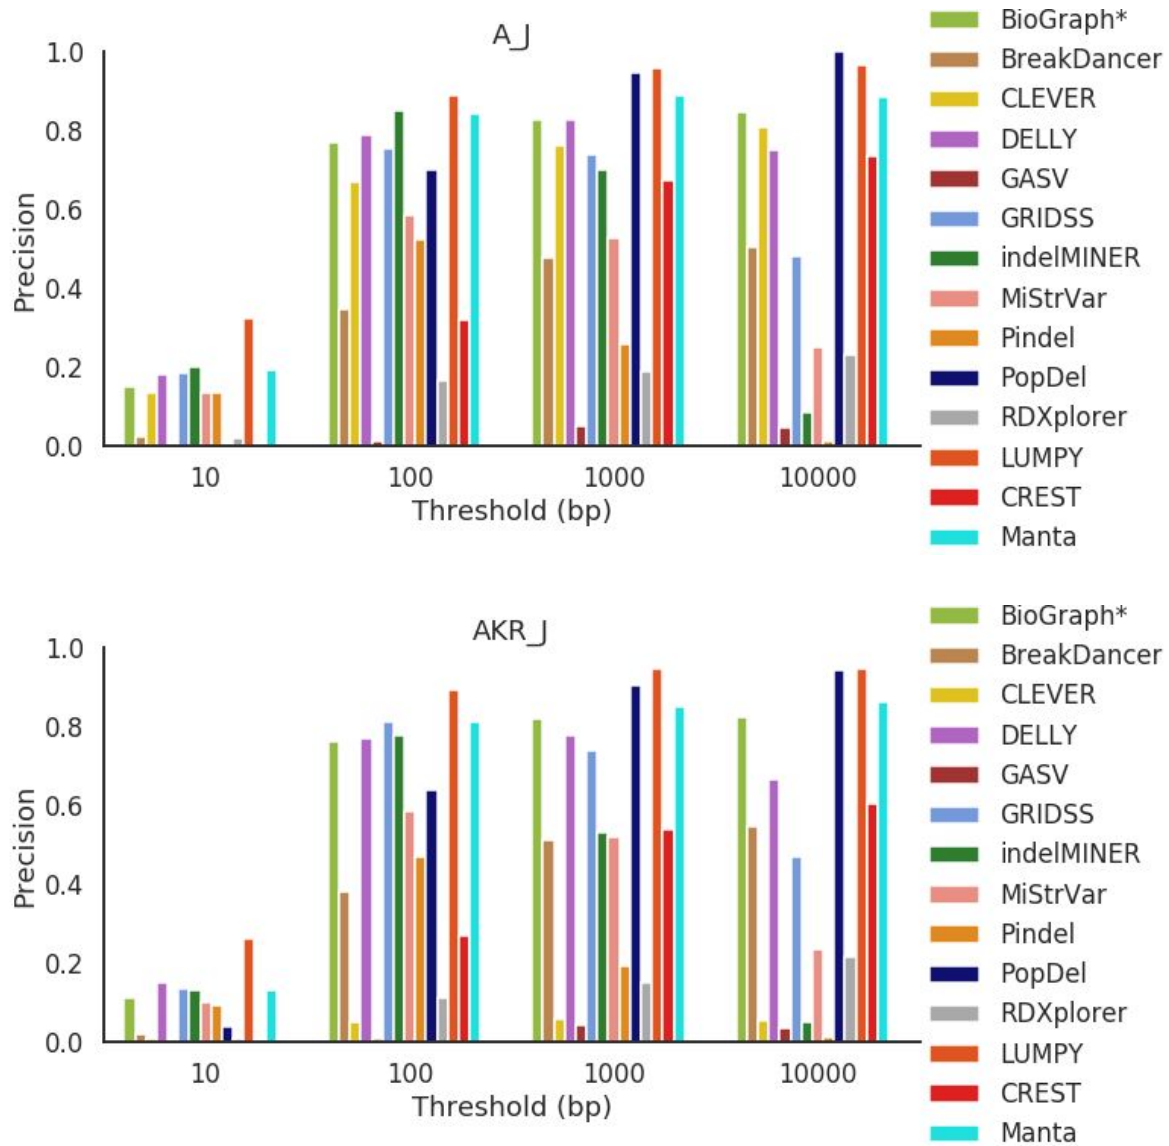 A_J
1.0
0.8
0.6
0.4
0.2
0.0
Precision
10 100 1000 10000
Threshold (bp)
BioGraph*
BreakDancer
CLEVER
DELLY
GASV
GRIDSS
indelMINER
MiStrVar
Pindel
PopDel
RDXplorer
LUMPY
CREST
Manta
AKR_J
1.0
0.8
0.6
0.4
0.2
0.0
Precision
10 100 1000 10000
Threshold (bp)
BioGraph*
BreakDancer
CLEVER
DELLY
GASV
GRIDSS
indelMINER
MiStrVar
Pindel
PopDel
RDXplorer
LUMPY
CREST
Manta